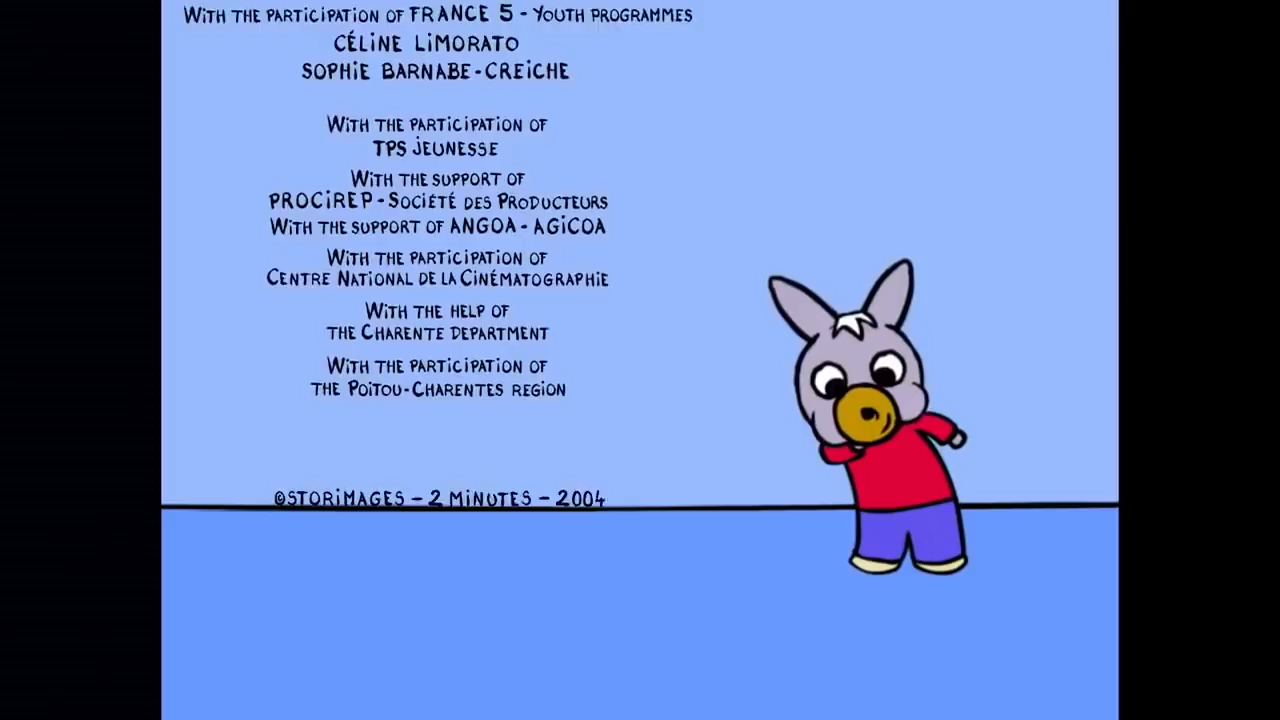 WITH THE PARTICIPATION OF FRANCE 5 - YOUTH PROGRAMMES
CÉLINE LIMORATO
SOPHIE BARNABE-CREICHE
WITH THE PARTICIPATION OF
TPS JEUNESSE
WITH THE SUPPORT OF
PROCIREP - SOCIÉTÉ DES PRODUCTEURS
WITH THE SUPPORT OF ANGOA - AGICOA
WITH THE PARTICIPATION OF
CENTRE NATIONAL DE LA CINÉMATOGRAPHIE
WITH THE HELP OF
THE CHARENTE DEPARTMENT
WITH THE PARTICIPATION OF
THE POITOU-CHARENTES REGION
©STORIMAGES - 2 MINUTES - 2004